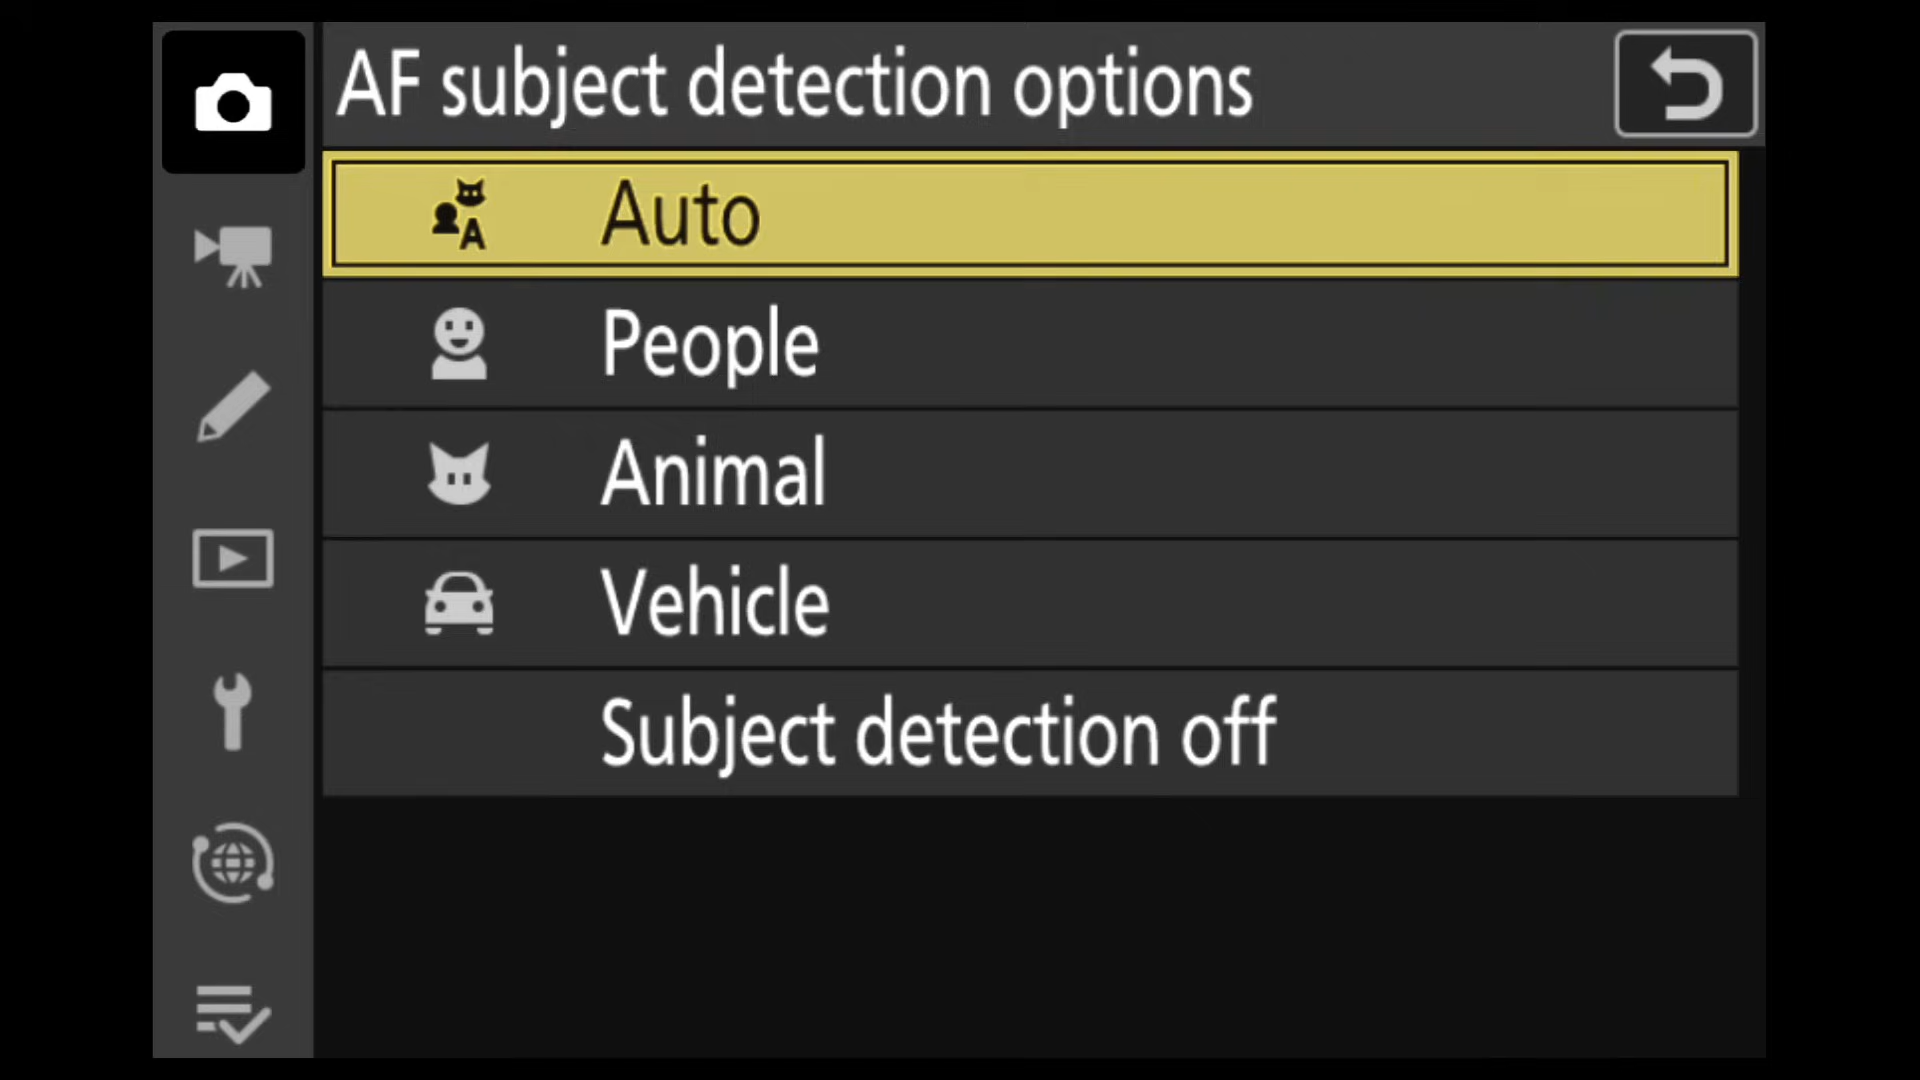 AF subject detection options
Auto
People
Animal
Vehicle
Subject detection off